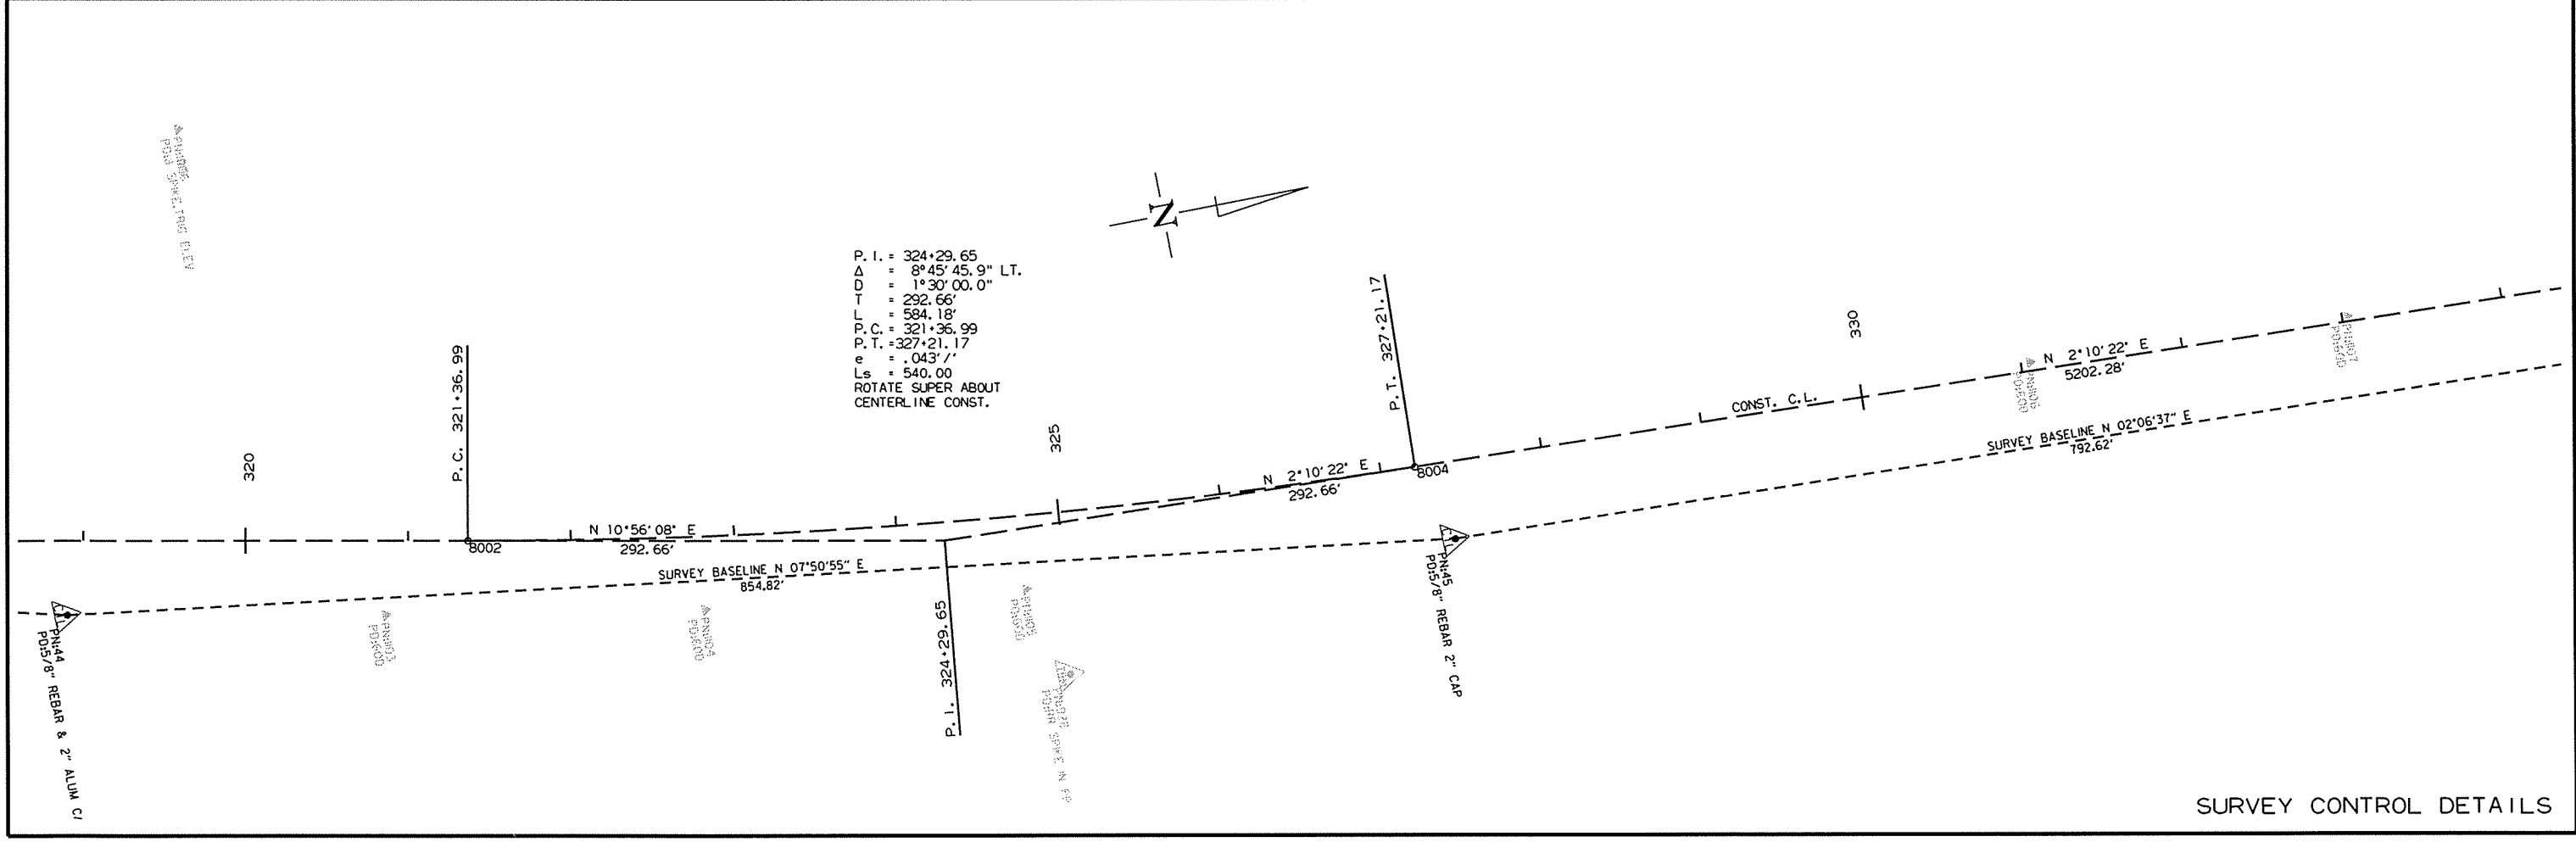 N
P.I. = 324+29.65
Δ = 8°45'45.9" LT.
D = 1°30'00.0"
T = 292.66'
L = 584.18'
P.C. = 321+36.99
P.T. =327+21.17
e = .043'/'
Ls = 540.00
ROTATE SUPER ABOUT
CENTERLINE CONST.
P.C. 321+36.99
P.T. 327+21.17
320
325
330
N 10°56'08" E
292.66'
8002
N 2°10'22" E
292.66'
8004
CONST. C.L.
N 2°10'22" E
5202.28'
SURVEY BASELINE N 07°50'55" E
854.82'
SURVEY BASELINE N 02°06'37" E
792.62'
P.I. 324+29.65
PN:44
PD:5/8" REBAR & 2" ALUM C/
PN:45
PD:5/8" REBAR 2" CAP
SURVEY CONTROL DETAILS